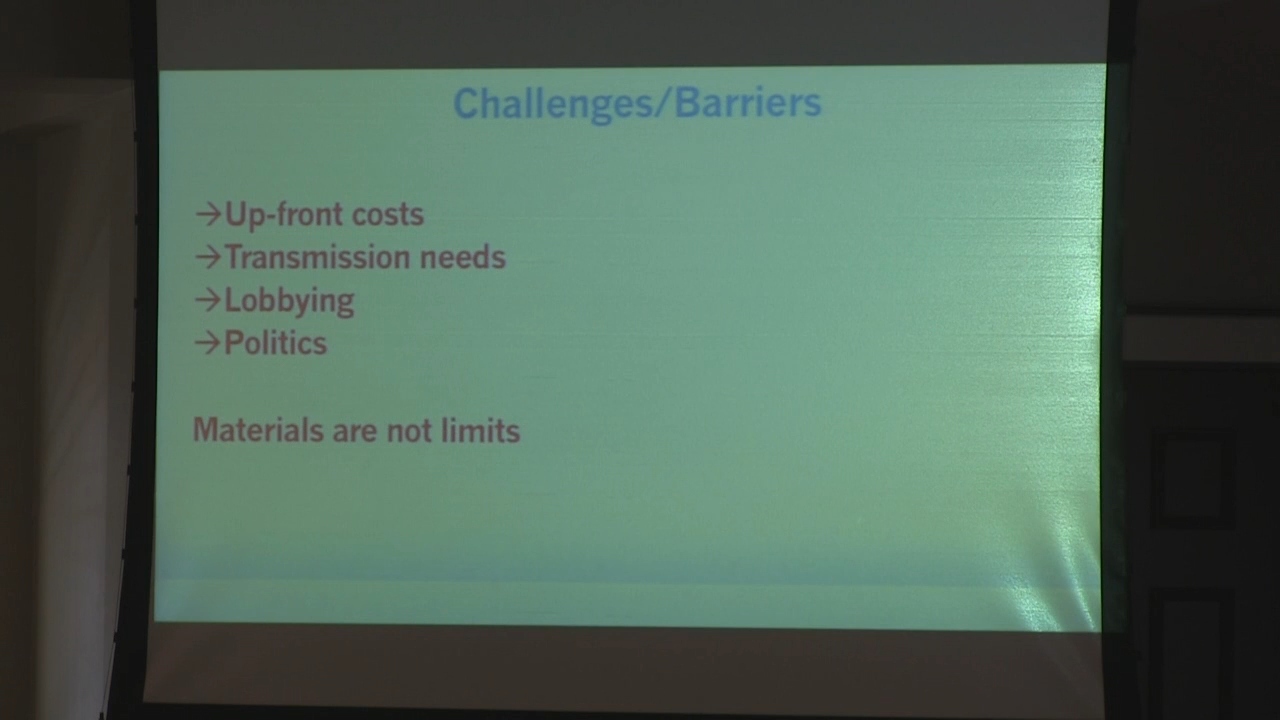 Challenges/Barriers
→Up-front costs
→Transmission needs
→Lobbying
→Politics
Materials are not limits